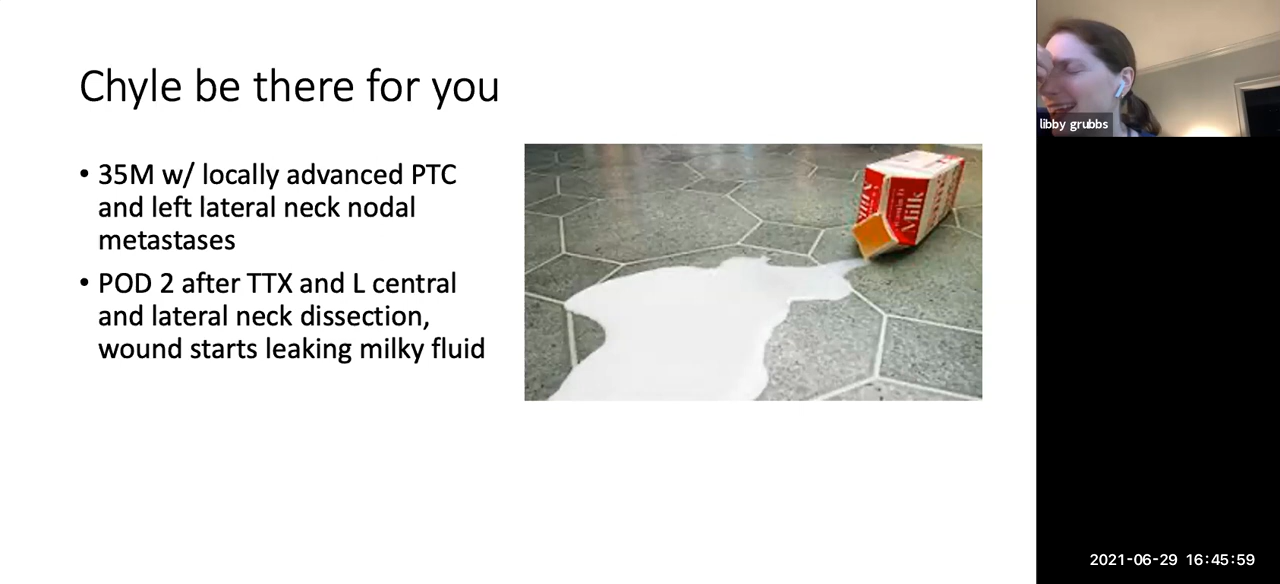 Chyle be there for you
• 35M w/ locally advanced PTC
and left lateral neck nodal
metastases
• POD 2 after TTX and L central
and lateral neck dissection,
wound starts leaking milky fluid
Milk
libby grubbs
2021-06-29 16:45:59